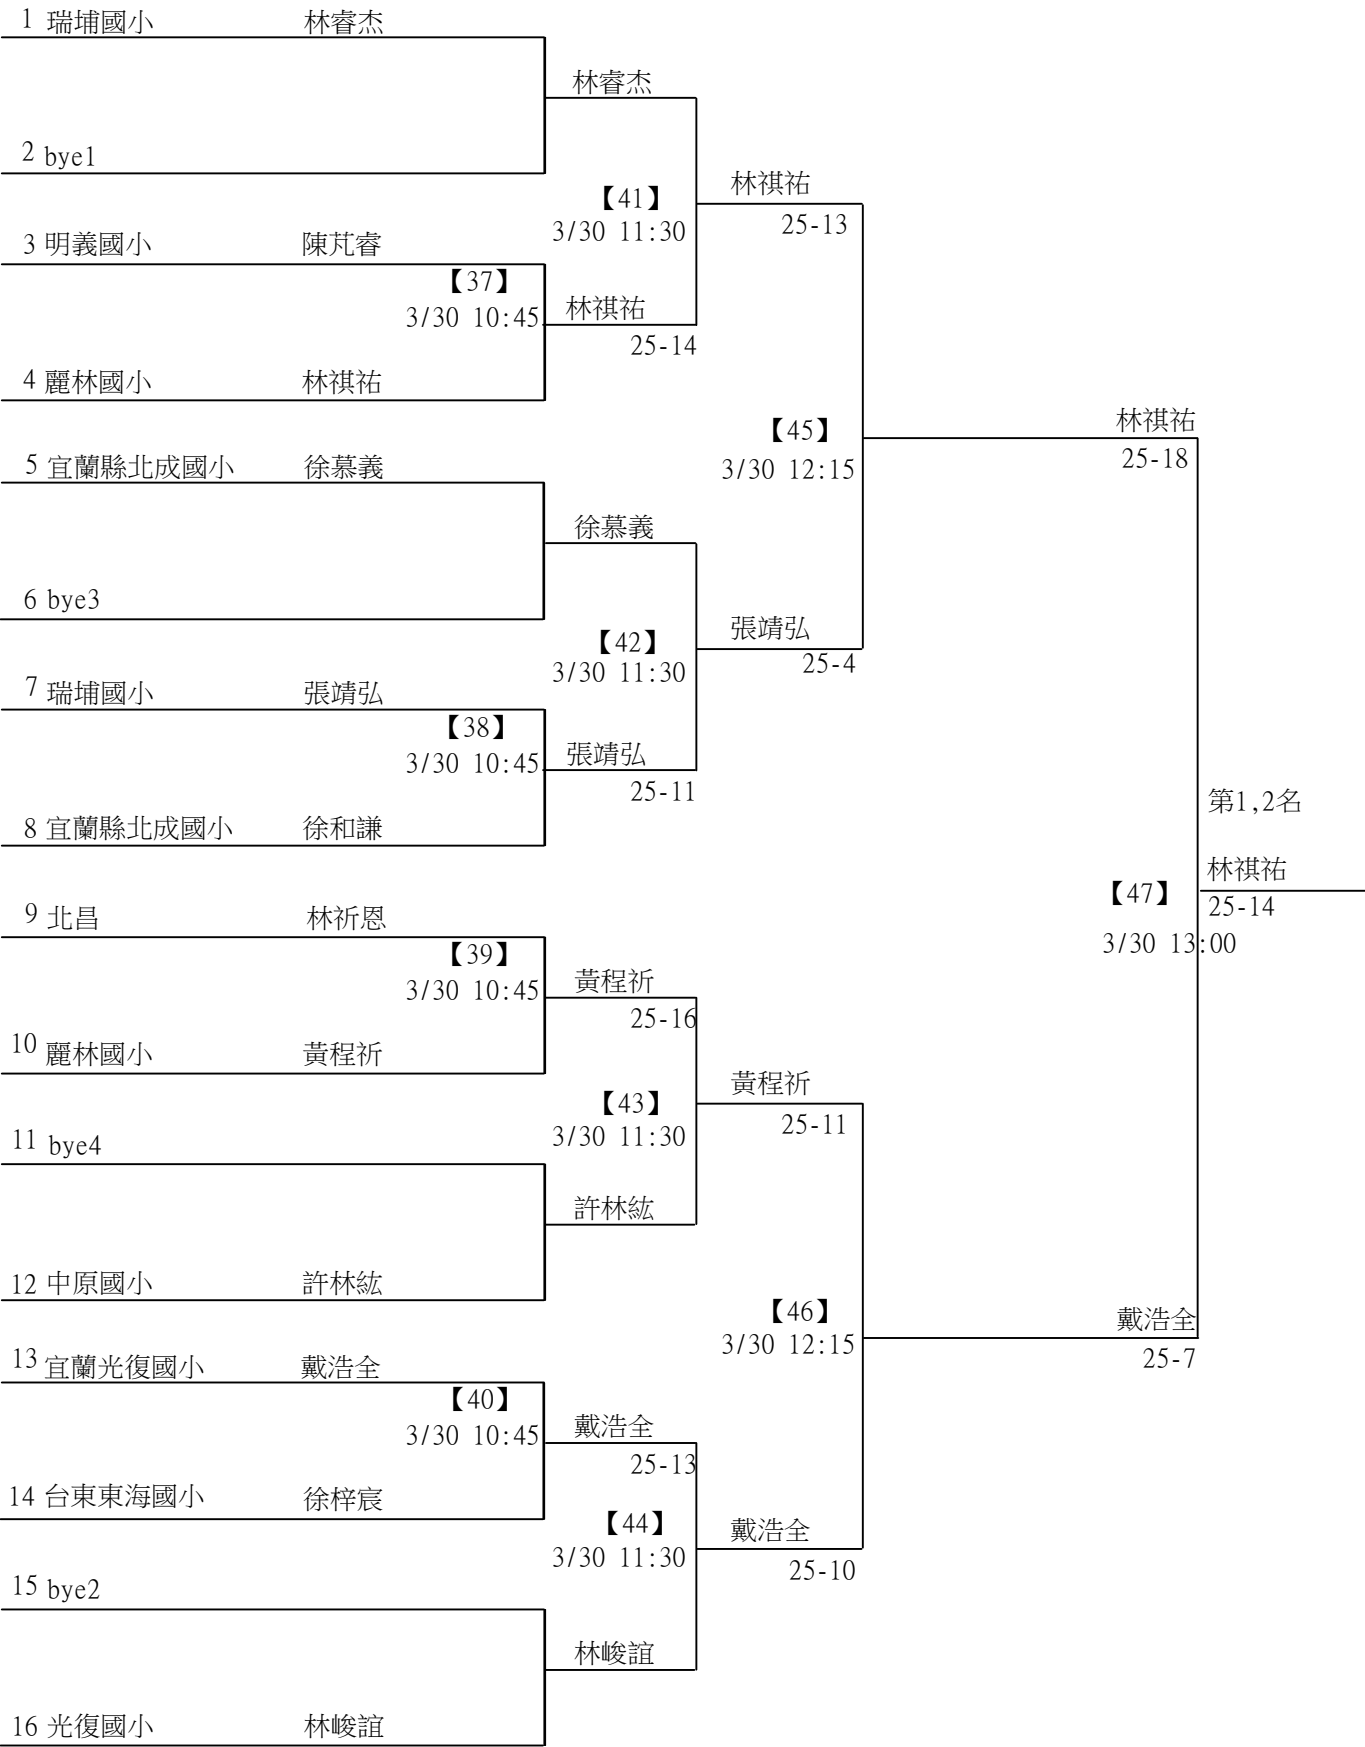 1 瑞埔國小 林睿杰
林睿杰
2 bye1
【41】
3/30 11:30
林祺祐
25-13
3 明義國小 陳芃睿
【37】
3/30 10:45
林祺祐
25-14
4 麗林國小 林祺祐
【45】
3/30 12:15
林祺祐
25-18
5 宜蘭縣北成國小 徐慕義
徐慕義
6 bye3
【42】
3/30 11:30
張靖弘
25-4
7 瑞埔國小 張靖弘
【38】
3/30 10:45
張靖弘
25-11
8 宜蘭縣北成國小 徐和謙
第1,2名
【47】
3/30 13:00
林祺祐
25-14
9 北昌 林祈恩
【39】
3/30 10:45
黃程祈
25-16
10 麗林國小 黃程祈
【43】
3/30 11:30
黃程祈
25-11
11 bye4
許林紘
12 中原國小 許林紘
【46】
3/30 12:15
戴浩全
25-7
13 宜蘭光復國小 戴浩全
【40】
3/30 10:45
戴浩全
25-13
14 台東東海國小 徐梓宸
【44】
3/30 11:30
戴浩全
25-10
15 bye2
林峻誼
16 光復國小 林峻誼